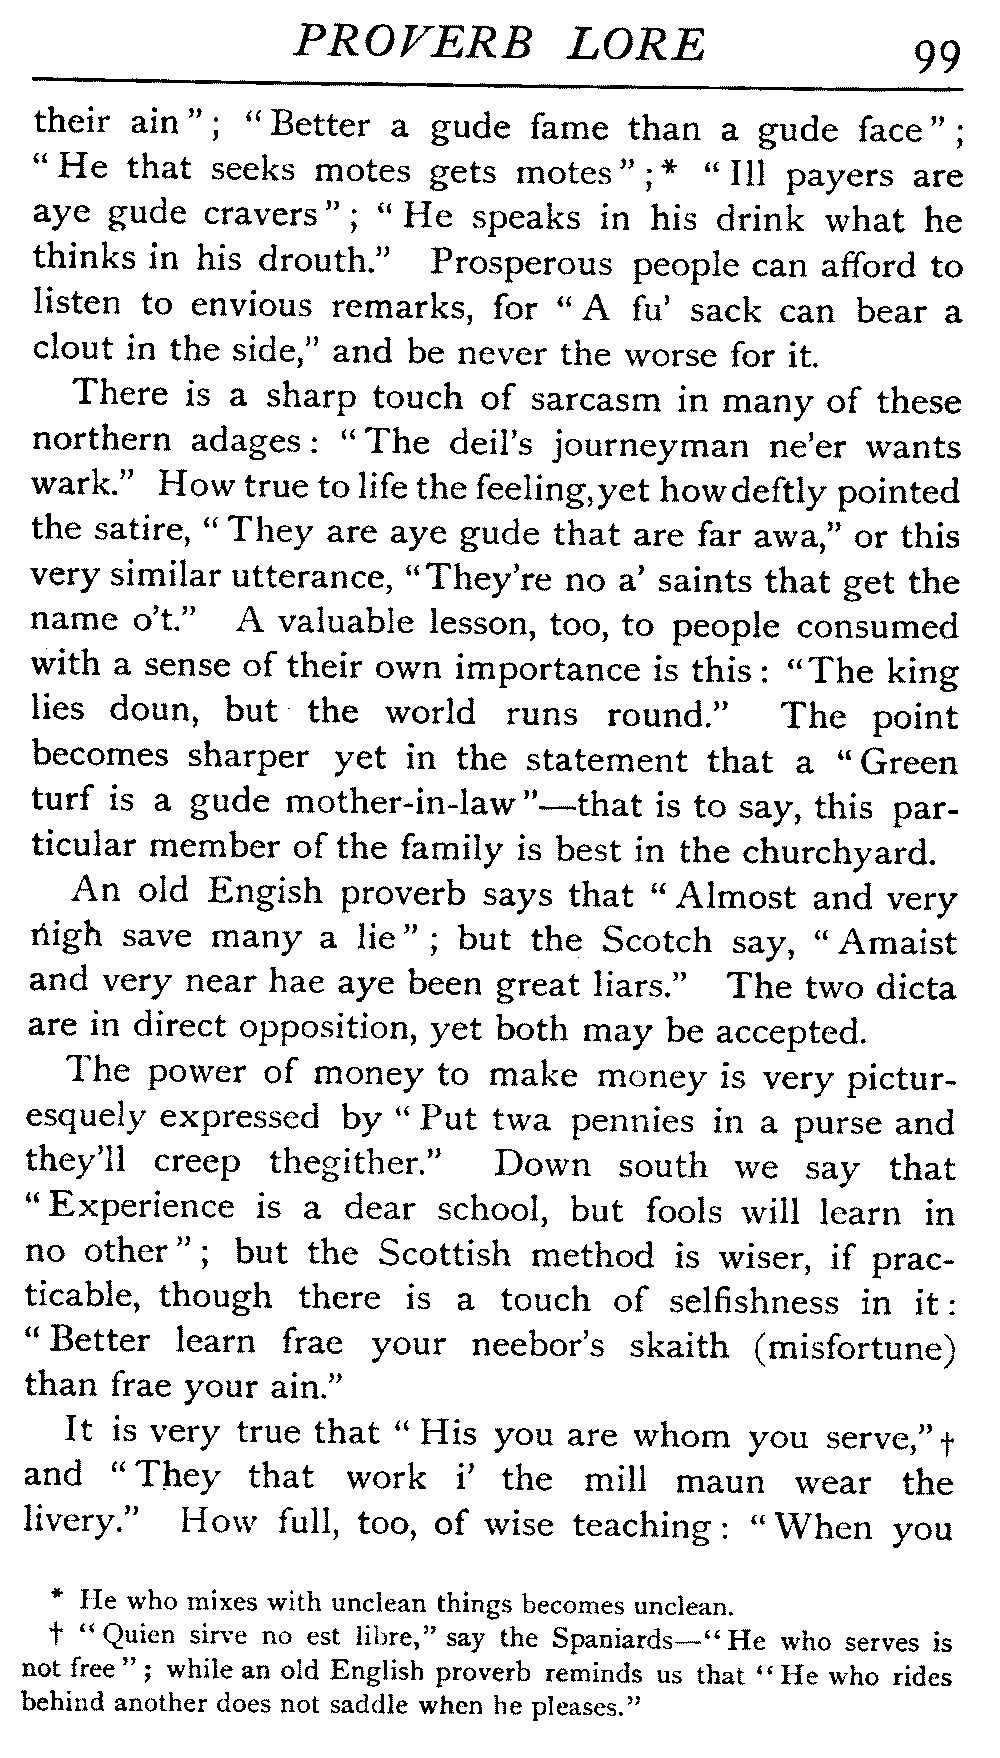 PROVERB LORE 99
their ain"; "Better a gude fame than a gude face";
"He that seeks motes gets motes";* "Ill payers are
aye gude cravers"; "He speaks in his drink what he
thinks in his drouth." Prosperous people can afford to
listen to envious remarks, for "A fu' sack can bear a
clout in the side," and be never the worse for it.
There is a sharp touch of sarcasm in many of these
northern adages: "The deil's journeyman ne'er wants
wark." How true to life the feeling, yet how deftly pointed
the satire, "They are aye gude that are far awa," or this
very similar utterance, "They're no a' saints that get the
name o't." A valuable lesson, too, to people consumed
with a sense of their own importance is this: "The king
lies doun, but the world runs round." The point
becomes sharper yet in the statement that a "Green
turf is a gude mother-in-law"—that is to say, this par-
ticular member of the family is best in the churchyard.
An old Engish proverb says that "Almost and very
nigh save many a lie"; but the Scotch say, "Amaist
and very near hae aye been great liars." The two dicta
are in direct opposition, yet both may be accepted.
The power of money to make money is very pictur-
esquely expressed by "Put twa pennies in a purse and
they'll creep thegither." Down south we say that
"Experience is a dear school, but fools will learn in
no other"; but the Scottish method is wiser, if prac-
ticable, though there is a touch of selfishness in it:
"Better learn frae your neebor's skaith (misfortune)
than frae your ain."
It is very true that "His you are whom you serve,"†
and "They that work i' the mill maun wear the
livery." How full, too, of wise teaching: "When you
* He who mixes with unclean things becomes unclean.
† "Quien sirve no est libre," say the Spaniards—"He who serves is
not free"; while an old English proverb reminds us that "He who rides
behind another does not saddle when he pleases."